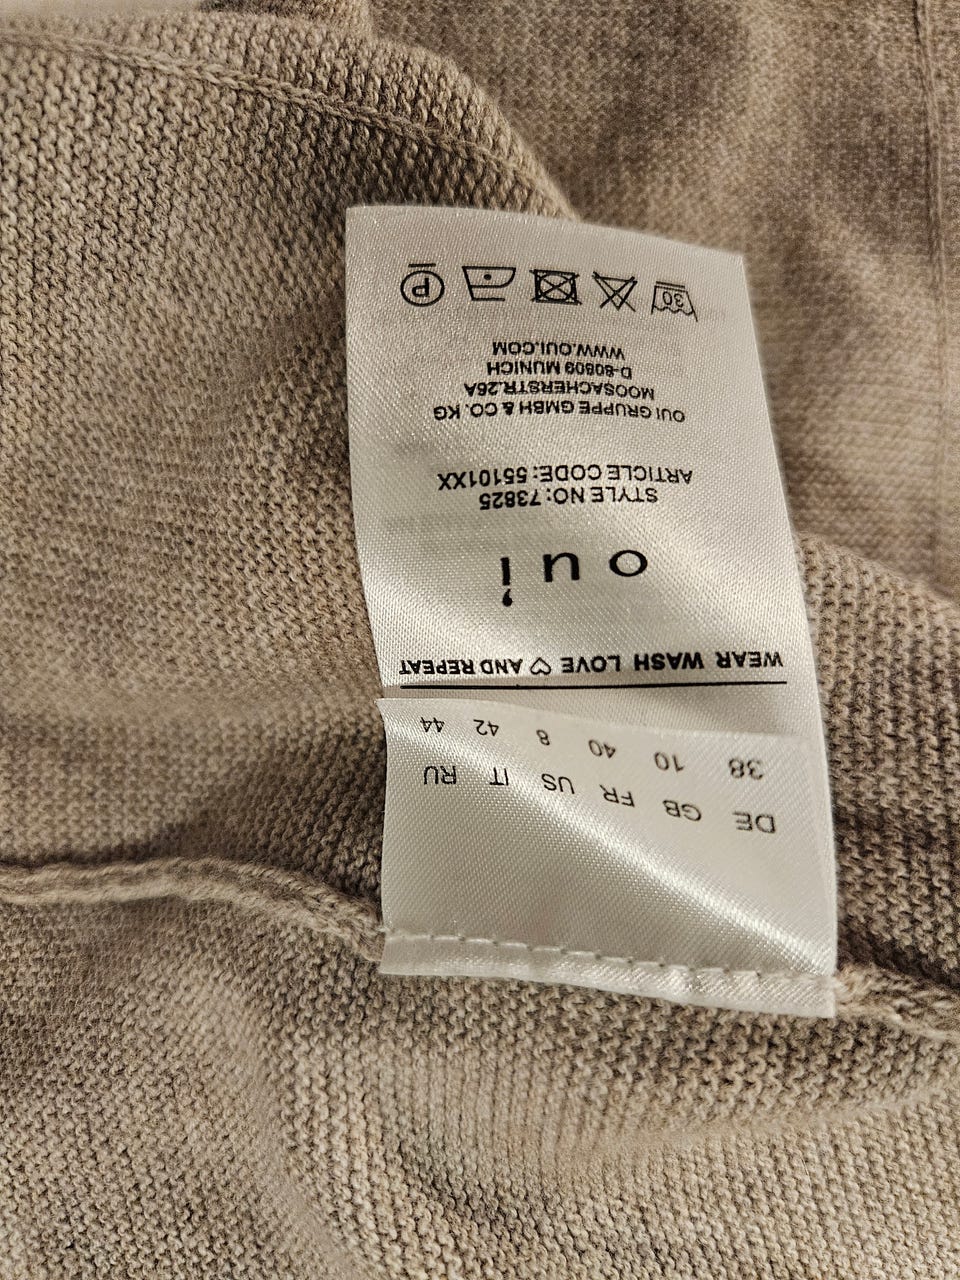 DE GB FR US IT RU
38 10 40 8 42 44
WEAR WASH LOVE ♡ AND REPEAT
oui
STYLE NO: 73825
ARTICLE CODE: 55101XX
OUI GRUPPE GMBH & CO. KG
MOOSACHERSTR.26A
D-80809 MUNICH
WWW.OUI.COM
30 P